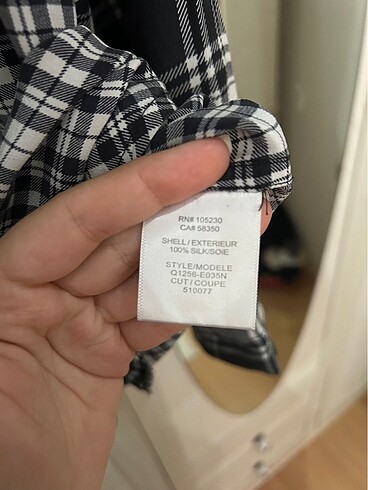 RN# 105230
CA# 58350
SHELL/EXTERIEUR
100% SILK/SOIE
STYLE/MODELE
Q1256-E035N
CUT/COUPE
510077